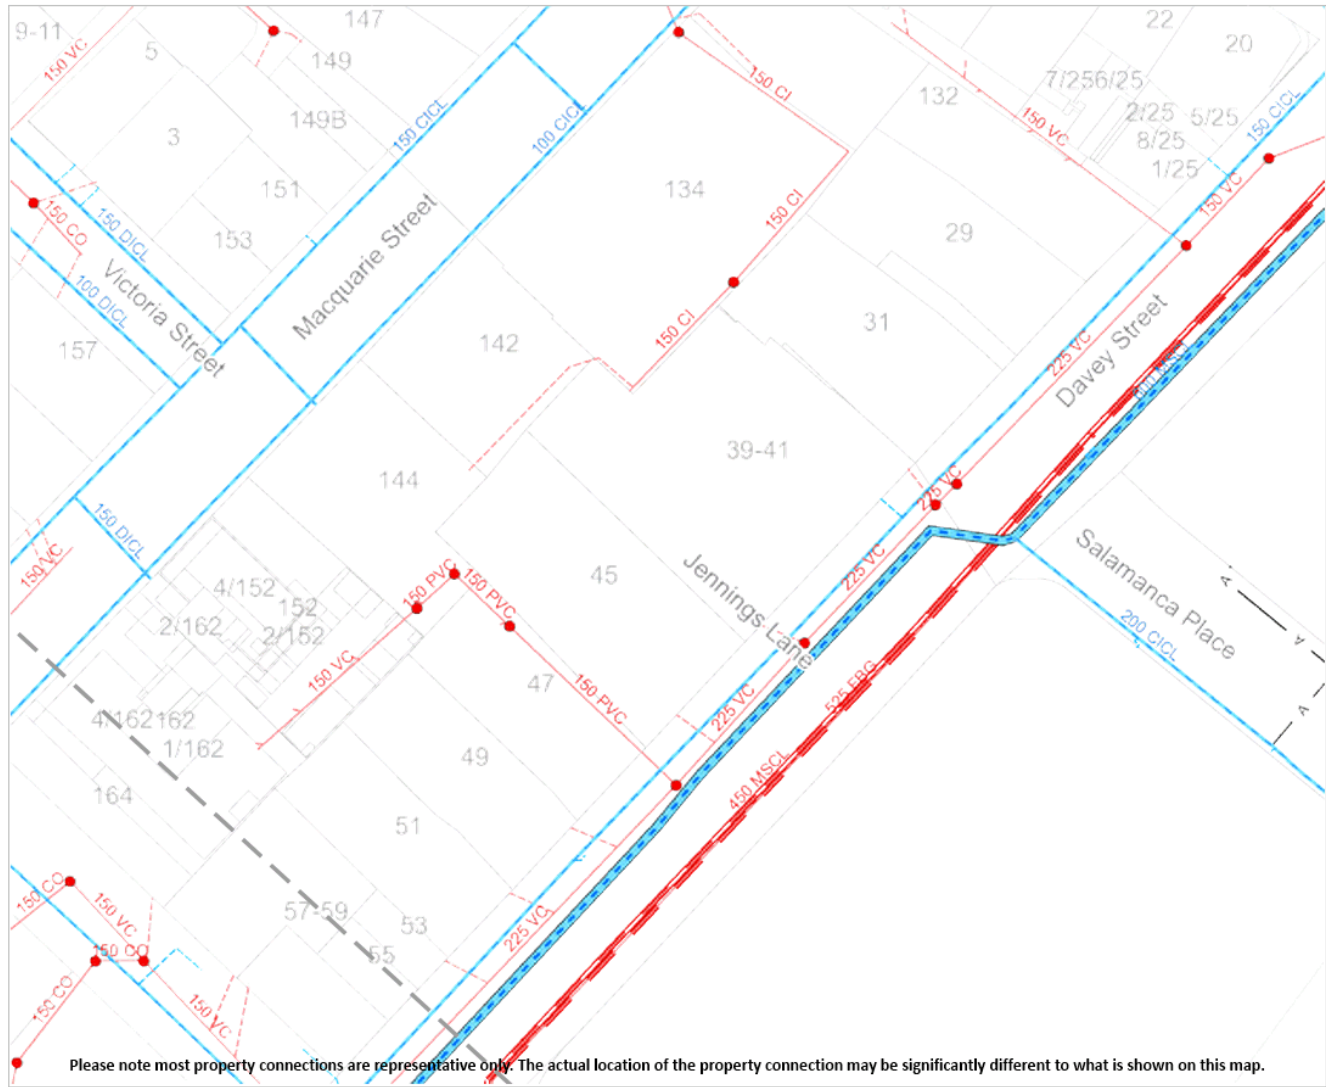 9-11
147
22
20
5
149
150 VC
150 CI
7/25
6/25
132
149B
150 CICL
100 CICL
150 VC
2/25
5/25
150 CICL
3
8/25
1/25
151
134
150 VC
150 CO
150 DICL
153
Macquarie Street
150 CI
29
Victoria Street
100 DICL
157
142
150 CI
31
225 VC
Davey Street
144
39-41
225 VC
150 DICL
150 VC
4/152
152
2/162
2/152
150 PVC
150 PVC
45
Jennings Lane
225 VC
Salamanca Place
A
A
200 CICL
150 VC
47
150 PVC
225 VC
525 FBG
A
4/162
162
1/162
49
450 MSCL
164
51
150 CO
150 VC
57-59
53
225 VC
55
150 CO
150 CO
150 VC
Please note most property connections are representative only. The actual location of the property connection may be significantly different to what is shown on this map.